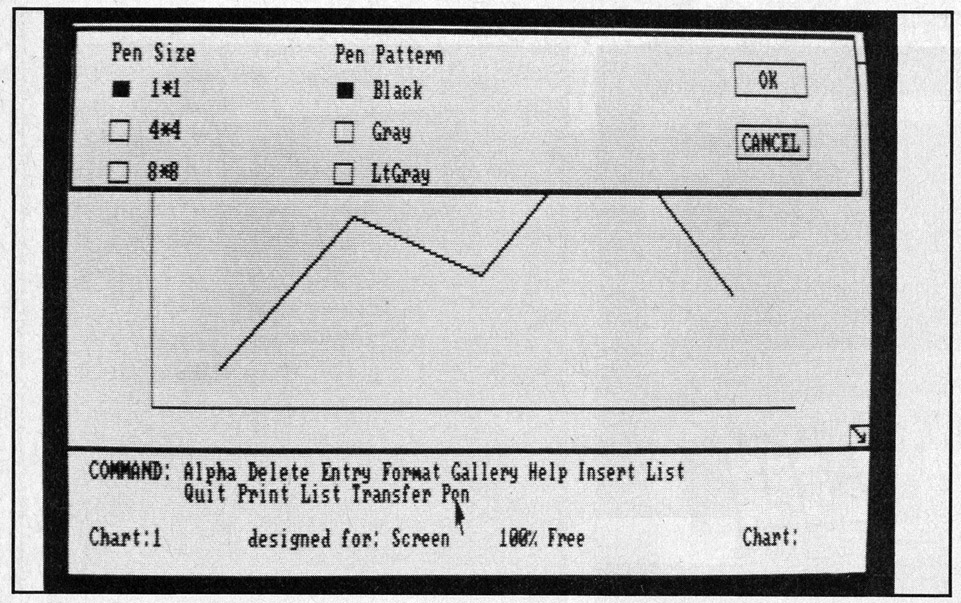 Pen Size Pen Pattern
1*1 Black OK
4*4 Gray CANCEL
8*8 LtGray
COMMAND: Alpha Delete Entry Format Gallery Help Insert List
Quit Print List Transfer Pen
Chart:1 designed for: Screen 100% Free Chart: